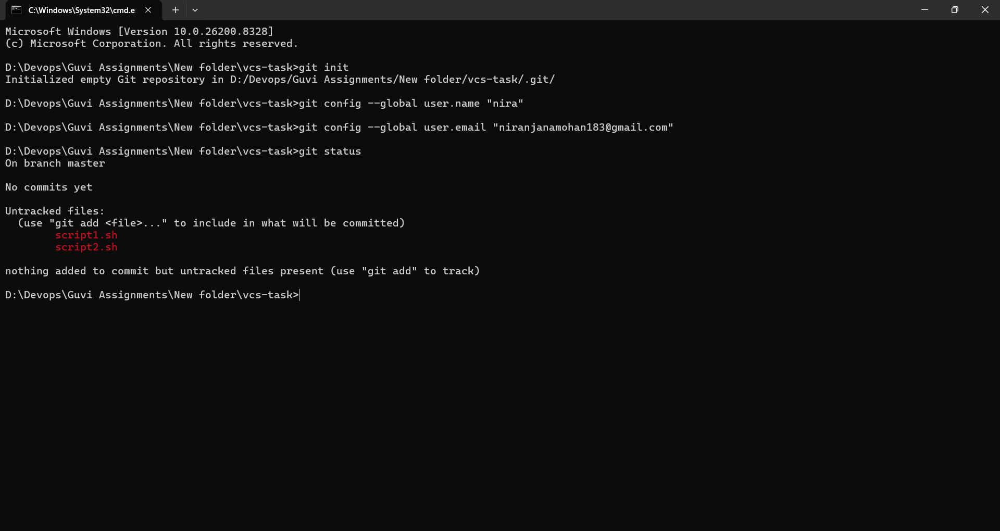 C:\Windows\System32\cmd.e
Microsoft Windows [Version 10.0.26200.8328]
(c) Microsoft Corporation. All rights reserved.
D:\Devops\Guvi Assignments\New folder\vcs-task>git init
Initialized empty Git repository in D:/Devops/Guvi Assignments/New folder/vcs-task/.git/
D:\Devops\Guvi Assignments\New folder\vcs-task>git config --global user.name "nira"
D:\Devops\Guvi Assignments\New folder\vcs-task>git config --global user.email "niranjanamohan183@gmail.com"
D:\Devops\Guvi Assignments\New folder\vcs-task>git status
On branch master
No commits yet
Untracked files:
(use "git add <file>..." to include in what will be committed)
script1.sh
script2.sh
nothing added to commit but untracked files present (use "git add" to track)
D:\Devops\Guvi Assignments\New folder\vcs-task>